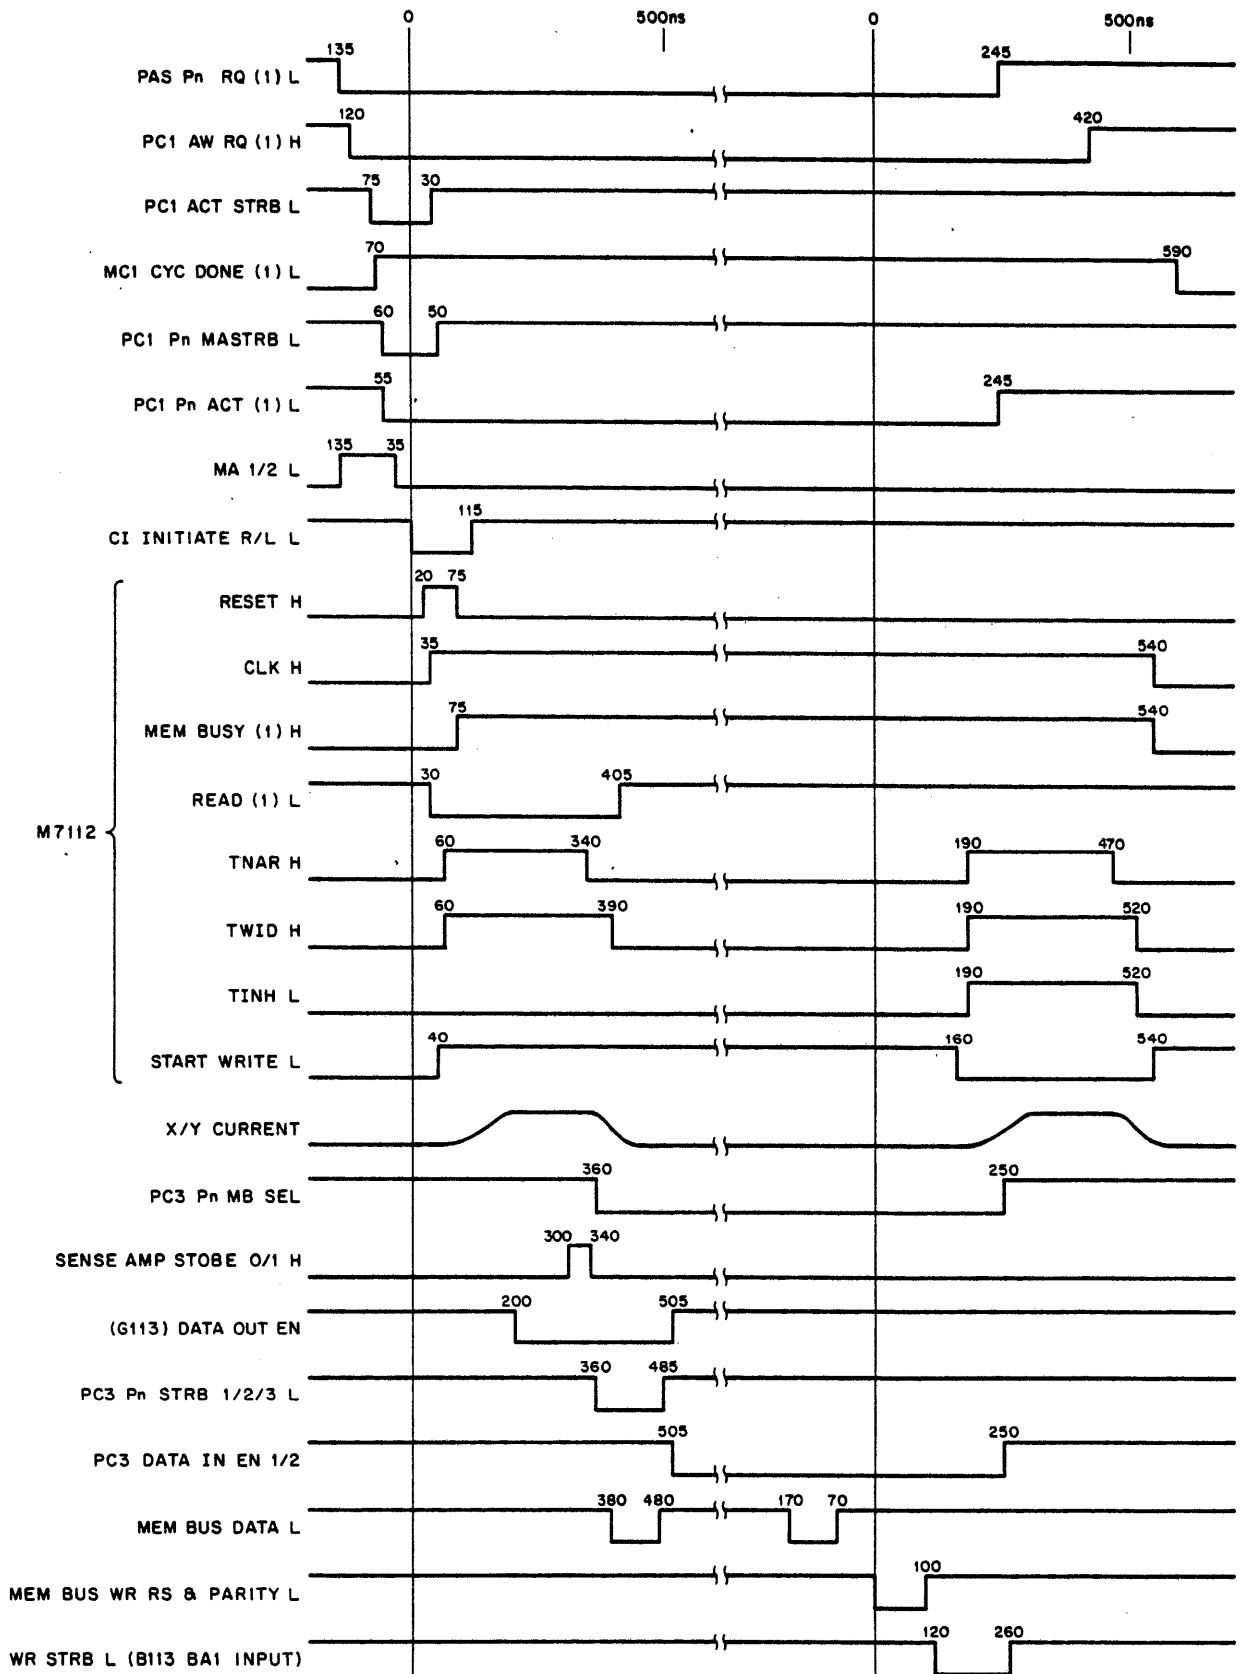 0 500ns 0 500ns
PAS Pn RQ (1) L 135 245
PC1 AW RQ (1) H 120 420
PC1 ACT STRB L 75 30
MC1 CYC DONE (1) L 70 590
PC1 Pn MASTRB L 60 50
PC1 Pn ACT (1) L 55 245
MA 1/2 L 135 35
CI INITIATE R/L L 115
RESET H 20 75
CLK H 35 540
MEM BUSY (1) H 75 540
READ (1) L 30 405
M7112
TNAR H 60 340 190 470
TWID H 60 390 190 520
TINH L 190 520
START WRITE L 40 160 540
X/Y CURRENT
PC3 Pn MB SEL 360 250
SENSE AMP STOBE 0/1 H 300 340
(G113) DATA OUT EN 200 505
PC3 Pn STRB 1/2/3 L 360 485
PC3 DATA IN EN 1/2 505 250
MEM BUS DATA L 380 480 170 70
MEM BUS WR RS & PARITY L 100
WR STRB L (B113 BA1 INPUT) 120 260